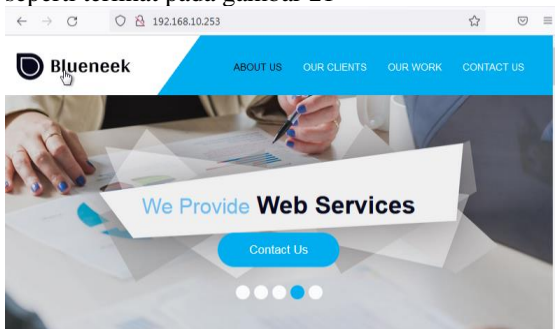 seperti terlihat pada gambar 21
192.168.10.253
Blueneek
ABOUT US OUR CLIENTS OUR WORK CONTACT US
We Provide Web Services
Contact Us